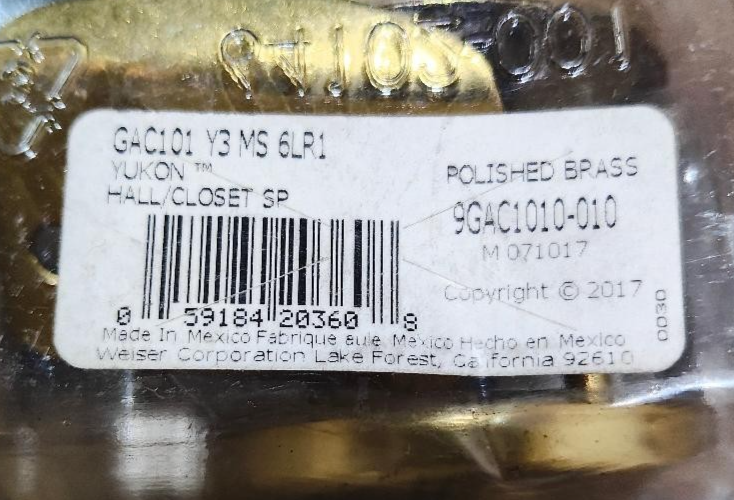 GAC101 Y3 MS 6LR1
YUKON ™
HALL/CLOSET SP
POLISHED BRASS
9GAC1010-010
M 071017
Copyright © 2017
0 59184 20360 8
Made In Mexico Fabrique au/e Mexico Hecho en Mexico
Weiser Corporation Lake Forest, California 92610